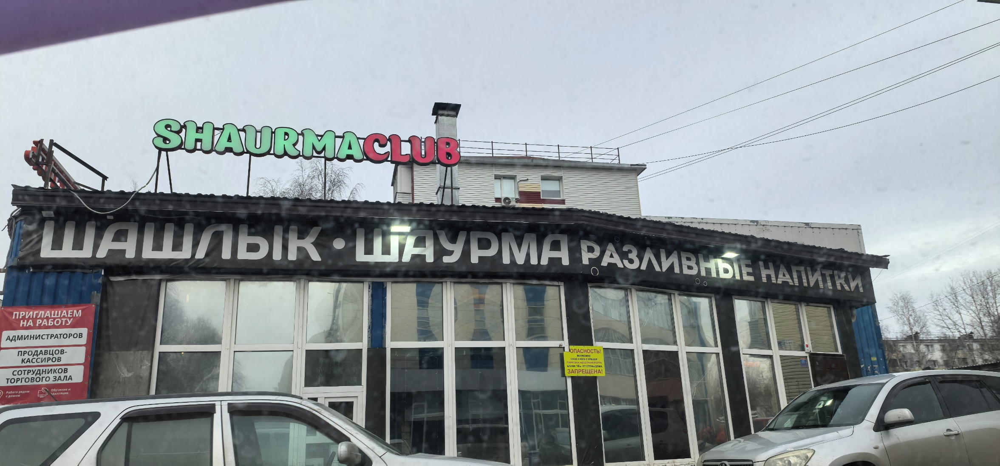 SHAURMACLUB
ШАШЛЫК • ШАУРМА РАЗЛИВНЫЕ НАПИТКИ
ПРИГЛАШАЕМ
НА РАБОТУ
АДМИНИСТРАТОРОВ
ПРОДАВЦОВ-
КАССИРОВ
СОТРУДНИКОВ
ТОРГОВОГО ЗАЛА
Работа рядом
с домом
Обучение и
адаптация
ОПАСНОСТЬ!
ВОЗМОЖЕН
СХОД СНЕГА С КРЫШИ
ПАРКОВКА АВТОТРАНСПОРТА
БЛИЖЕ 10м. ОТ СТЕНЫ ДОМА
ЗАПРЕЩЕНА!